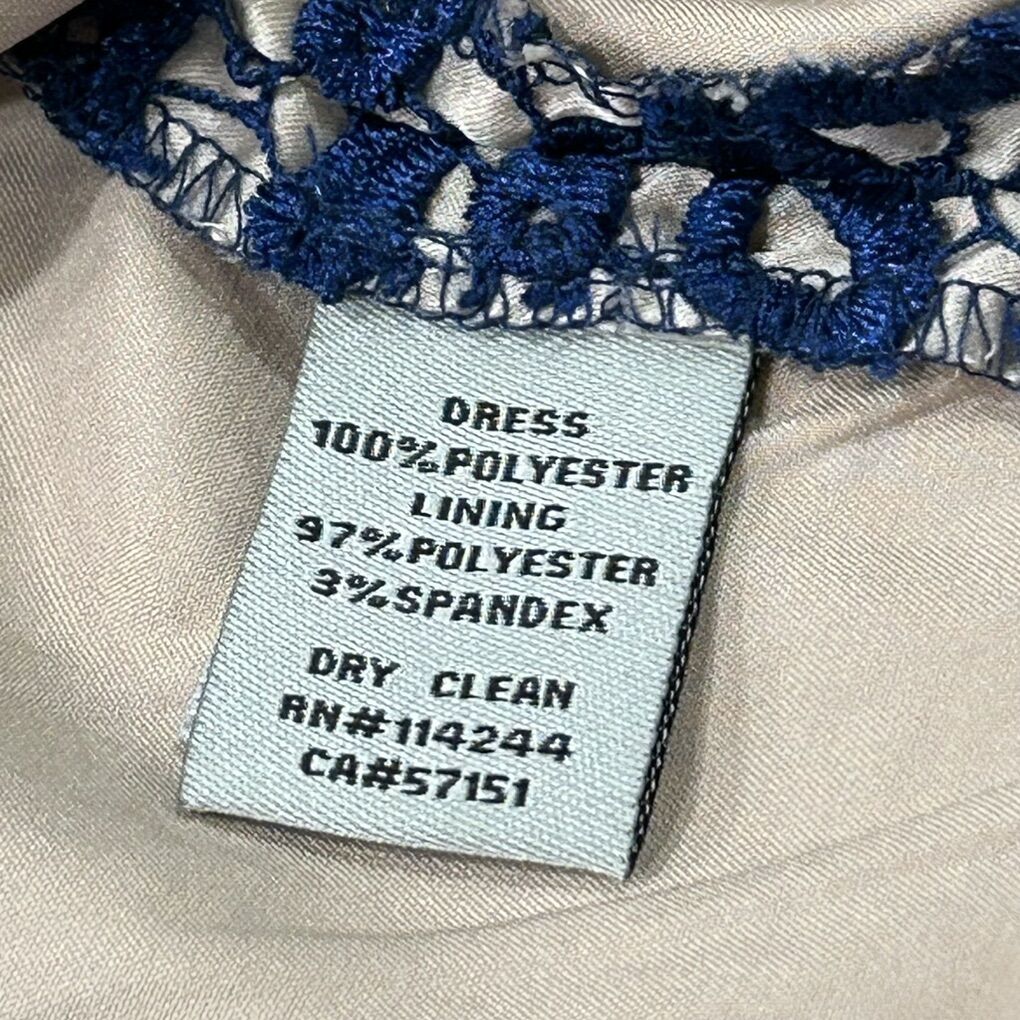 DRESS
100%POLYESTER
LINING
97%POLYESTER
3%SPANDEX
DRY CLEAN
RN#114244
CA#57151